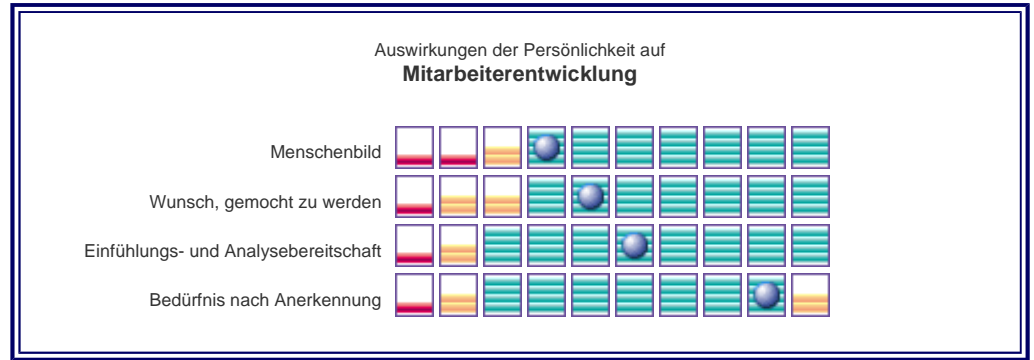 Auswirkungen der Persönlichkeit auf
Mitarbeiterentwicklung
Menschenbild
Wunsch, gemocht zu werden
Einfühlungs- und Analysebereitschaft
Bedürfnis nach Anerkennung